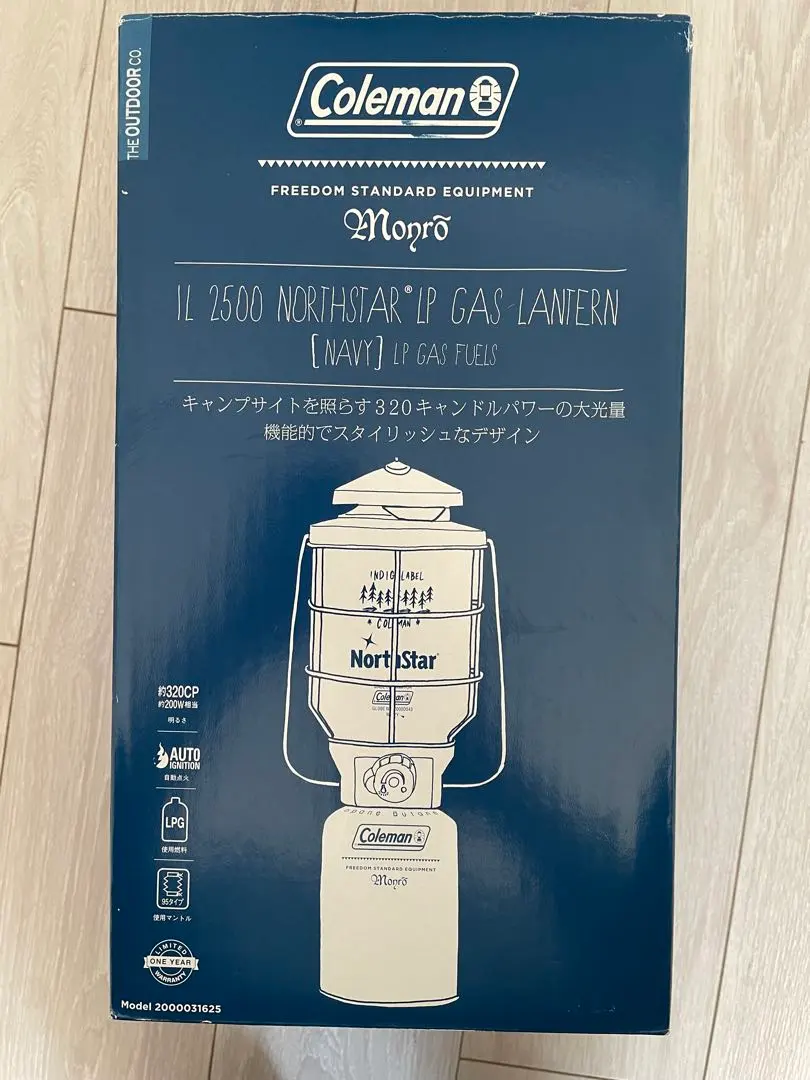 THE OUTDOOR CO.
Coleman
®
FREEDOM STANDARD EQUIPMENT
Monro
IL 2500 NORTHSTAR® LP GAS LANTERN
[NAVY] LP GAS FUELS
キャンプサイトを照らす320キャンドルパワーの大光量
機能的でスタイリッシュなデザイン
INDIGO LABEL
COLEMAN
NorthStar
Coleman
約320CP
約200W相当
明るさ
AUTO
IGNITION
自動点火
LPG
使用燃料
95タイプ
使用マントル
LIMITED
ONE YEAR
WARRANTY
Coleman
FREEDOM STANDARD EQUIPMENT
Monro
Model 2000031625